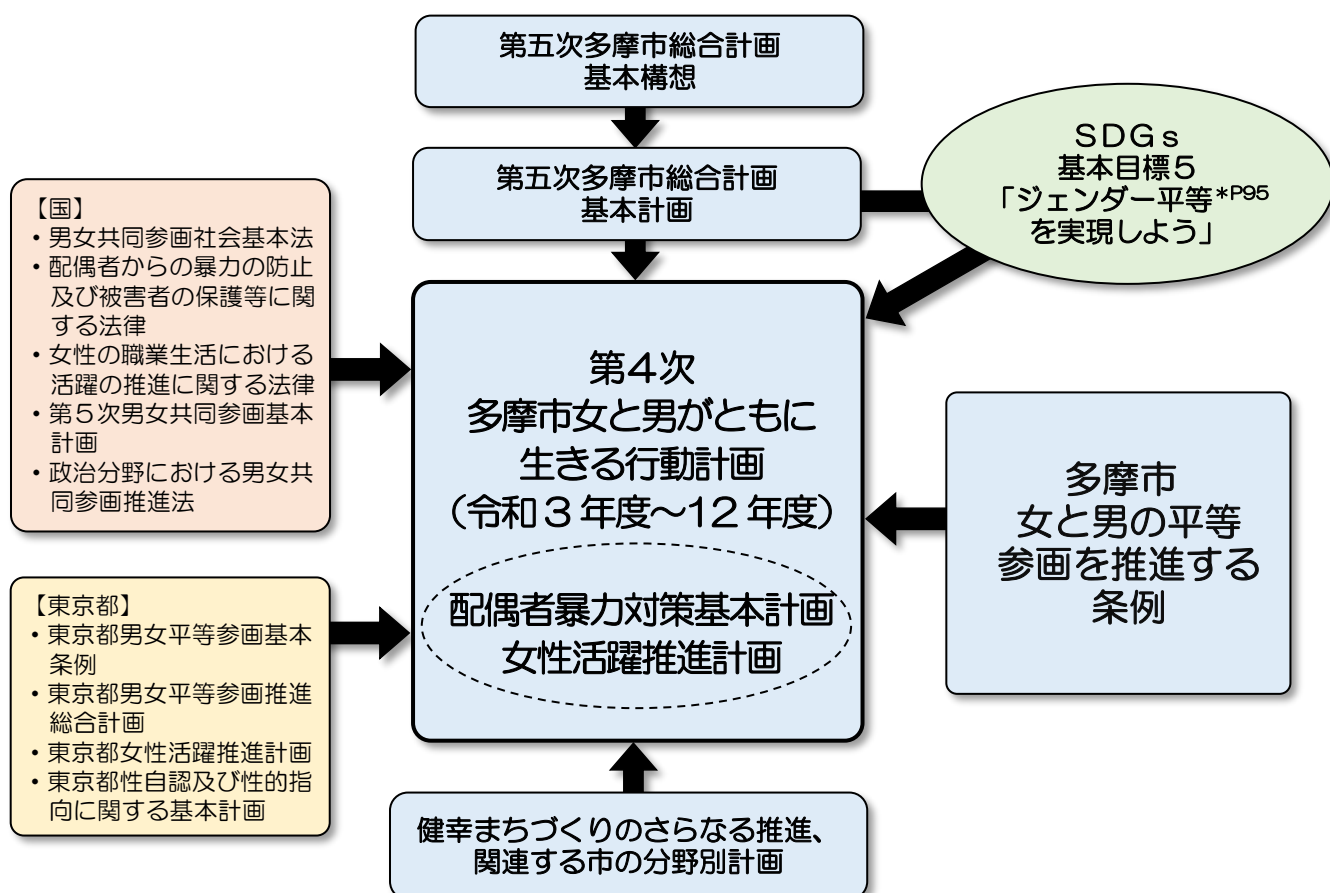 第五次多摩市総合計画
基本構想
第五次多摩市総合計画
基本計画
SDGs
基本目標5
「ジェンダー平等*P95
を実現しよう」
【国】
・男女共同参画社会基本法
・配偶者からの暴力の防止
及び被害者の保護等に関
する法律
・女性の職業生活における
活躍の推進に関する法律
・第5次男女共同参画基本
計画
・政治分野における男女共
同参画推進法
【東京都】
・東京都男女平等参画基本
条例
・東京都男女平等参画推進
総合計画
・東京都女性活躍推進計画
・東京都性自認及び性的指
向に関する基本計画
第4次
多摩市女と男がともに
生きる行動計画
（令和3年度～12年度）
配偶者暴力対策基本計画
女性活躍推進計画
多摩市
女と男の平等
参画を推進する
条例
健幸まちづくりのさらなる推進、
関連する市の分野別計画